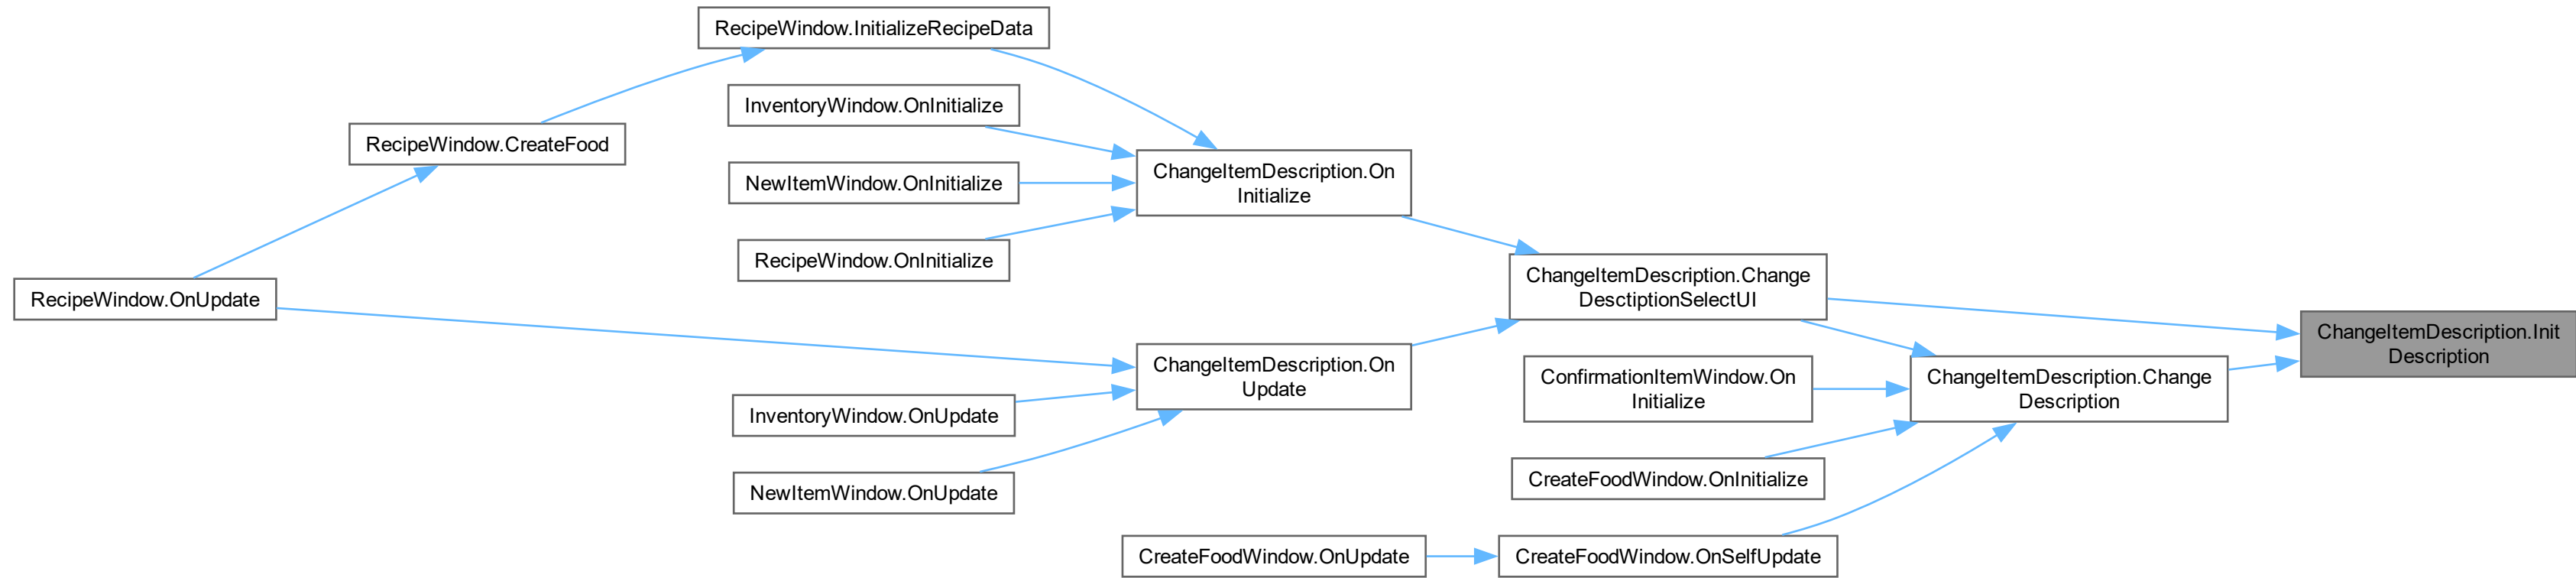 RecipeWindow.InitializeRecipeData
InventoryWindow.OnInitialize
RecipeWindow.CreateFood
ChangeItemDescription.On
Initialize
NewItemWindow.OnInitialize
RecipeWindow.OnInitialize
ChangeItemDescription.Change
DesctiptionSelectUI
RecipeWindow.OnUpdate
ChangeItemDescription.Init
Description
ChangeItemDescription.On
Update
ConfirmationItemWindow.On
Initialize
ChangeItemDescription.Change
Description
InventoryWindow.OnUpdate
CreateFoodWindow.OnInitialize
NewItemWindow.OnUpdate
CreateFoodWindow.OnUpdate
CreateFoodWindow.OnSelfUpdate